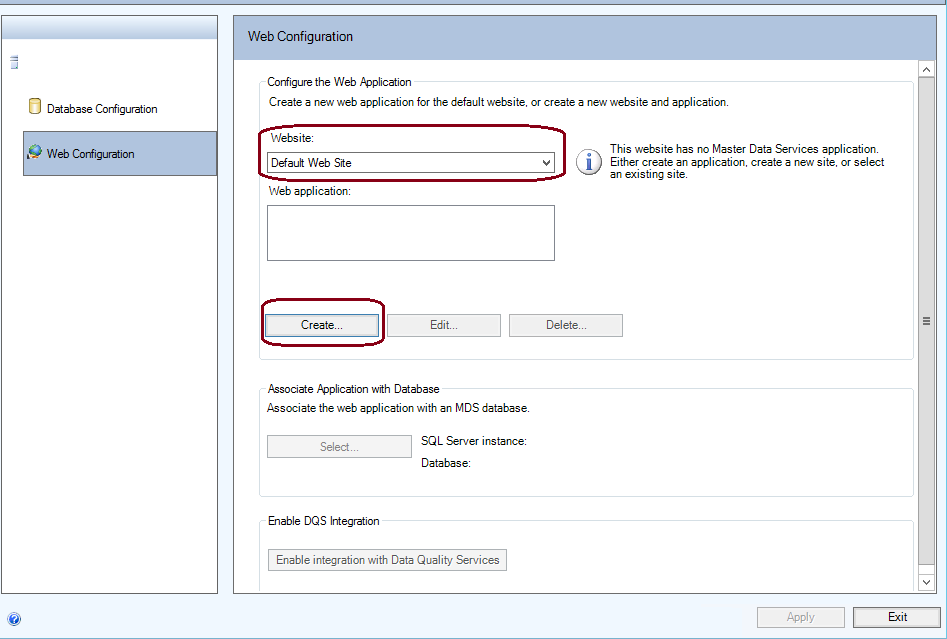 Web Configuration
Database Configuration
Web Configuration
Configure the Web Application
Create a new web application for the default website, or create a new website and application.
Website:
Default Web Site
This website has no Master Data Services application.
Either create an application, create a new site, or select
an existing site.
Web application:
Create...
Edit...
Delete...
Associate Application with Database
Associate the web application with an MDS database.
Select...
SQL Server instance:
Database:
Enable DQS Integration
Enable integration with Data Quality Services
Apply
Exit